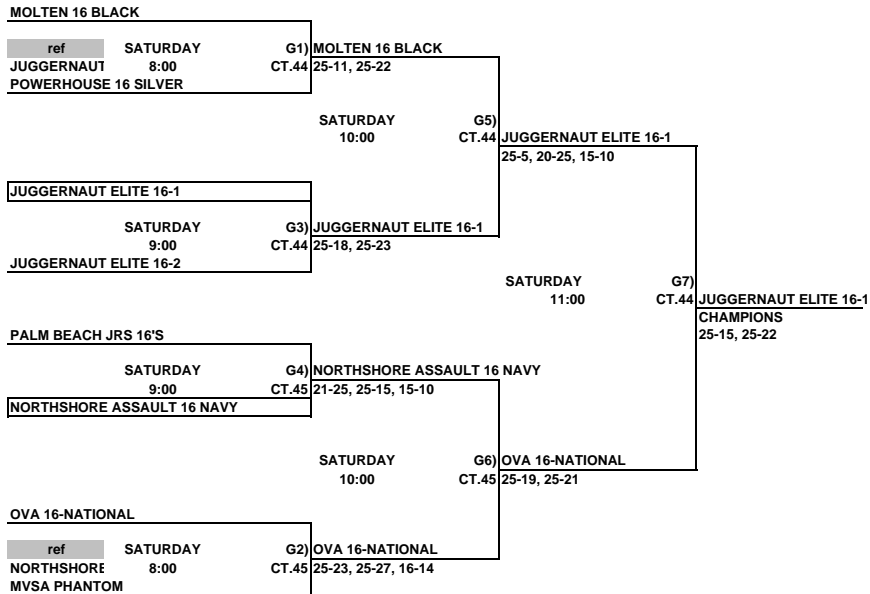 MOLTEN 16 BLACK
ref SATURDAY G1) MOLTEN 16 BLACK
JUGGERNAUT 8:00 CT.44 25-11, 25-22
POWERHOUSE 16 SILVER
SATURDAY G5)
10:00 CT.44 JUGGERNAUT ELITE 16-1
25-5, 20-25, 15-10
JUGGERNAUT ELITE 16-1
SATURDAY G3) JUGGERNAUT ELITE 16-1
9:00 CT.44 25-18, 25-23
JUGGERNAUT ELITE 16-2
SATURDAY G7)
11:00 CT.44 JUGGERNAUT ELITE 16-1
CHAMPIONS
PALM BEACH JRS 16'S 25-15, 25-22
SATURDAY G4) NORTHSHORE ASSAULT 16 NAVY
9:00 CT.45 21-25, 25-15, 15-10
NORTHSHORE ASSAULT 16 NAVY
SATURDAY G6) OVA 16-NATIONAL
10:00 CT.45 25-19, 25-21
OVA 16-NATIONAL
ref SATURDAY G2) OVA 16-NATIONAL
NORTHSHORE 8:00 CT.45 25-23, 25-27, 16-14
MVSA PHANTOM